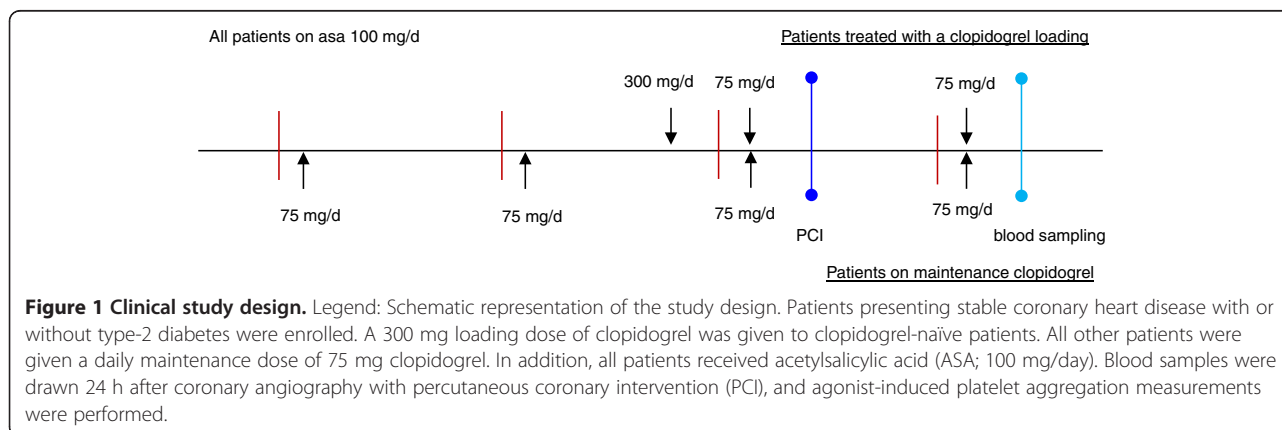 All patients on asa 100 mg/d
Patients treated with a clopidogrel loading
300 mg/d
75 mg/d
75 mg/d
75 mg/d
75 mg/d
75 mg/d
75 mg/d
PCI
blood sampling
Patients on maintenance clopidogrel
Figure 1 Clinical study design. Legend: Schematic representation of the study design. Patients presenting stable coronary heart disease with or
without type-2 diabetes were enrolled. A 300 mg loading dose of clopidogrel was given to clopidogrel-naïve patients. All other patients were
given a daily maintenance dose of 75 mg clopidogrel. In addition, all patients received acetylsalicylic acid (ASA; 100 mg/day). Blood samples were
drawn 24 h after coronary angiography with percutaneous coronary intervention (PCI), and agonist-induced platelet aggregation measurements
were performed.